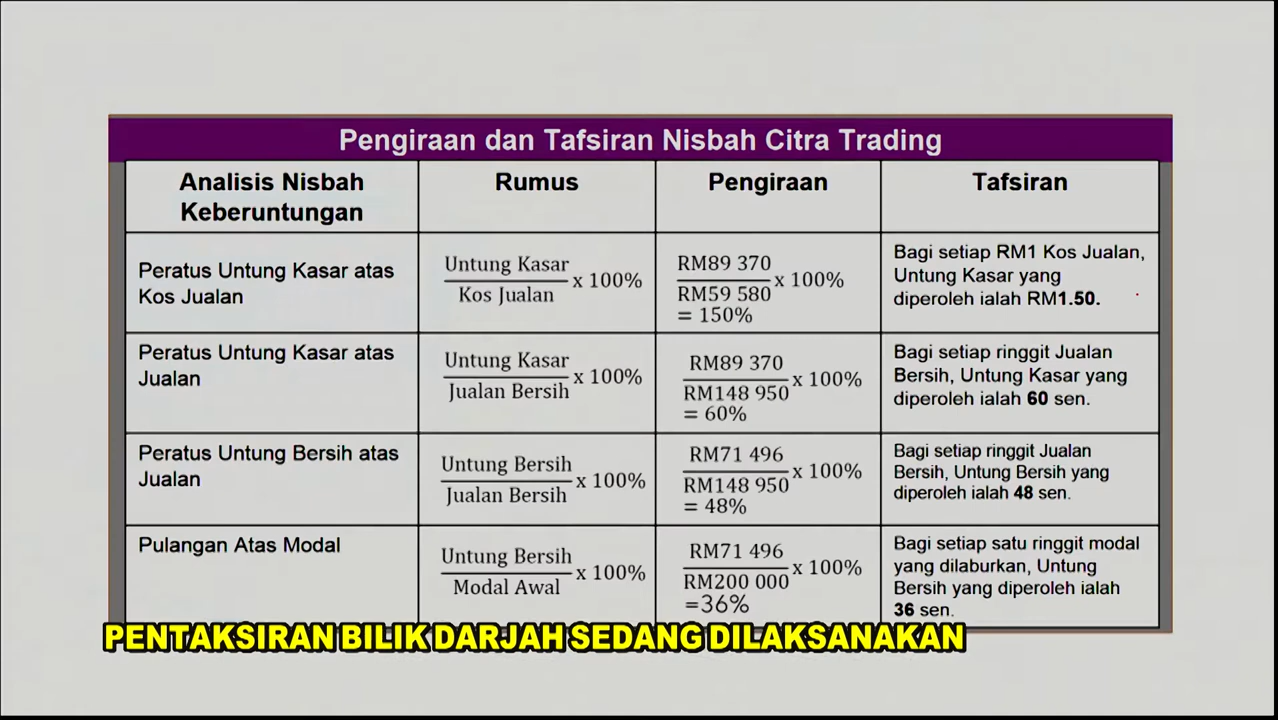 Pengiraan dan Tafsiran Nisbah Citra Trading
Analisis Nisbah
Keberuntungan
Rumus
Pengiraan
Tafsiran
Peratus Untung Kasar atas
Kos Jualan
Untung Kasar
Kos Jualan
x 100%
RM89 370
RM59 580
x 100%
= 150%
Bagi setiap RM1 Kos Jualan,
Untung Kasar yang
diperoleh ialah RM1.50.
Peratus Untung Kasar atas
Jualan
Untung Kasar
Jualan Bersih
x 100%
RM89 370
RM148 950
x 100%
= 60%
Bagi setiap ringgit Jualan
Bersih, Untung Kasar yang
diperoleh ialah 60 sen.
Peratus Untung Bersih atas
Jualan
Untung Bersih
Jualan Bersih
x 100%
RM71 496
RM148 950
x 100%
= 48%
Bagi setiap ringgit Jualan
Bersih, Untung Bersih yang
diperoleh ialah 48 sen.
Pulangan Atas Modal
Untung Bersih
Modal Awal
x 100%
RM71 496
RM200 000
x 100%
=36%
Bagi setiap satu ringgit modal
yang dilaburkan, Untung
Bersih yang diperoleh ialah
36 sen.
PENTAKSIRAN BILIK DARJAH SEDANG DILAKSANAKAN